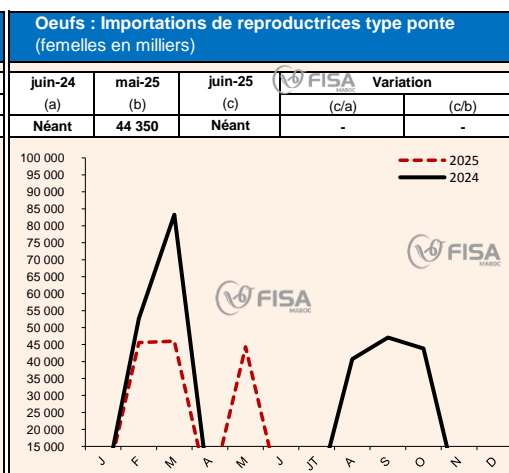 Oeufs : Importations de reproductrices type ponte
(femelles en milliers)
juin-24 mai-25 juin-25 Variation
(a) (b) (c) (c/a) (c/b)
Néant 44 350 Néant - -
FISA
MAROC
100 000
95 000
90 000
85 000
80 000
75 000
70 000
65 000
60 000
55 000
50 000
45 000
40 000
35 000
30 000
25 000
20 000
15 000
2025
2024
FISA
MAROC
FISA
MAROC
J F M A M J JT A S O N D